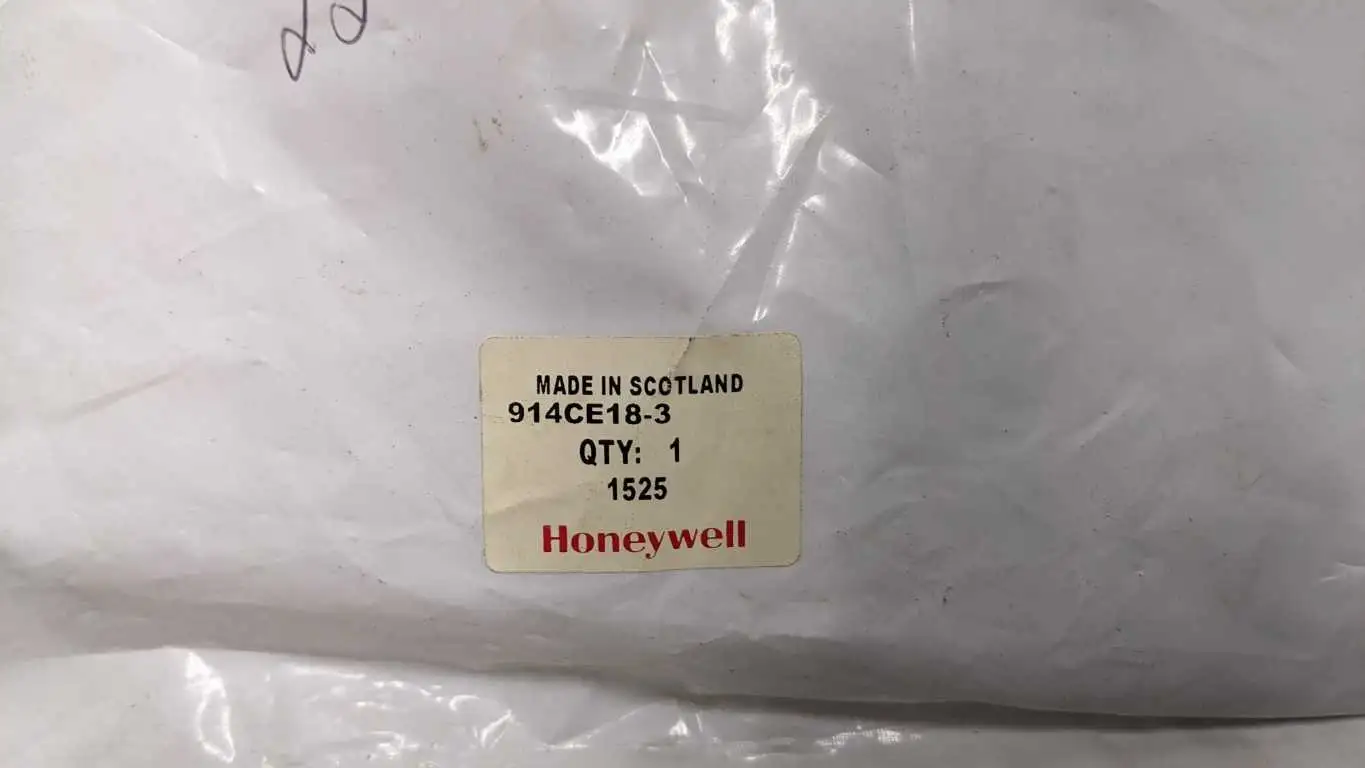 MADE IN SCOTLAND
914CE18-3
QTY: 1
1525
Honeywell